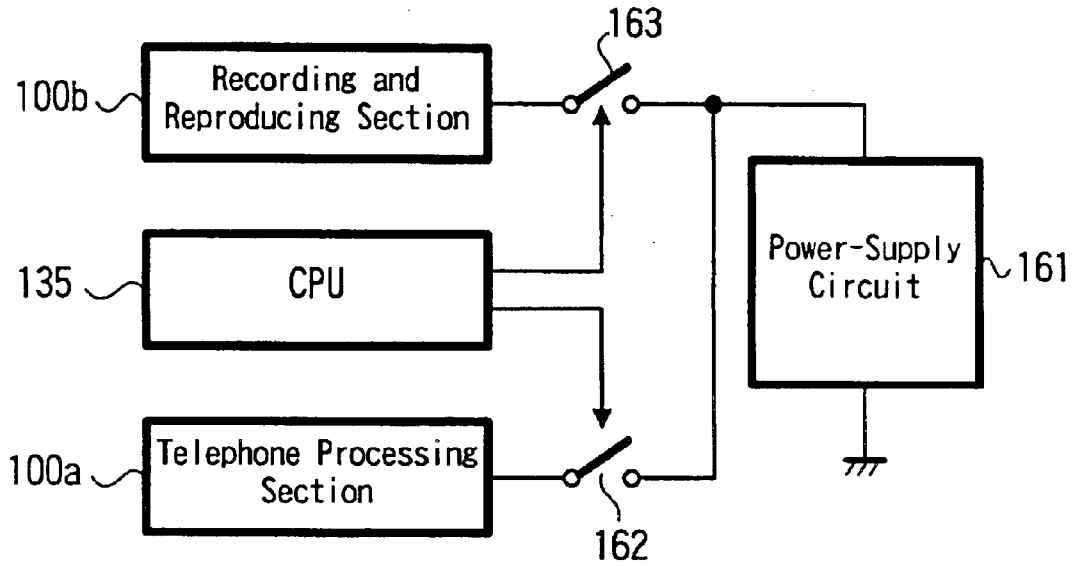 163
100b
Recording and
Reproducing Section
135
CPU
Power-Supply
Circuit
161
100a
Telephone Processing
Section
162